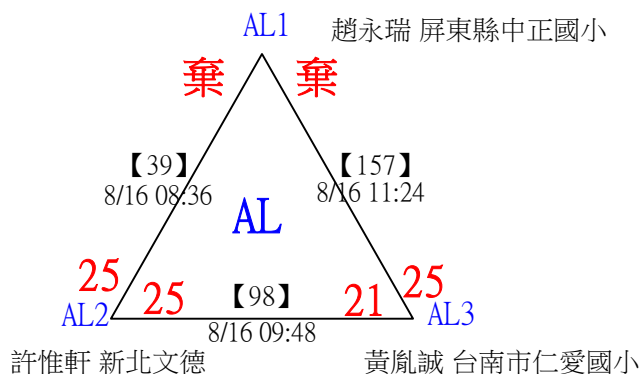 AL1 趙永瑞 屏東縣中正國小
棄 棄
【39】 【157】
8/16 08:36 8/16 11:24
AL
25 25 【98】 21 25
AL2 AL3
8/16 09:48
許惟軒 新北文德 黃胤誠 台南市仁愛國小